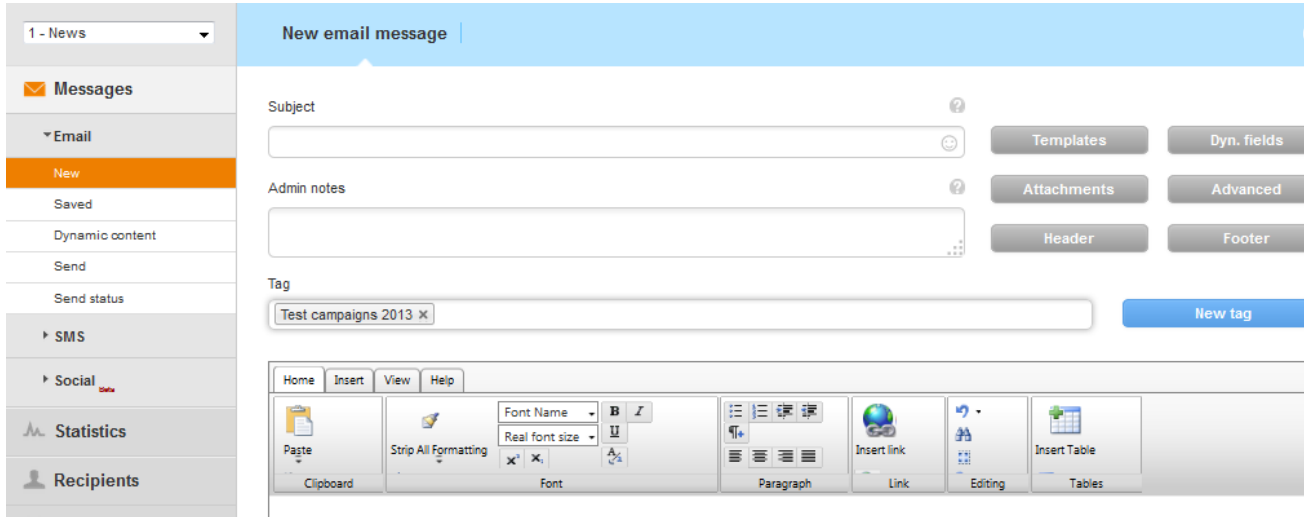 1 - News
New email message
Messages
Subject
Email
Templates
Dyn. fields
New
Admin notes
Attachments
Advanced
Saved
Dynamic content
Header
Footer
Send
Tag
Send status
Test campaigns 2013 ×
New tag
SMS
Social Beta
Home Insert View Help
Statistics
Font Name
B I
Real font size
U
Paste
Strip All Formatting
x² x₁
Insert link
Insert Table
Recipients
Clipboard
Font
Paragraph
Link
Editing
Tables